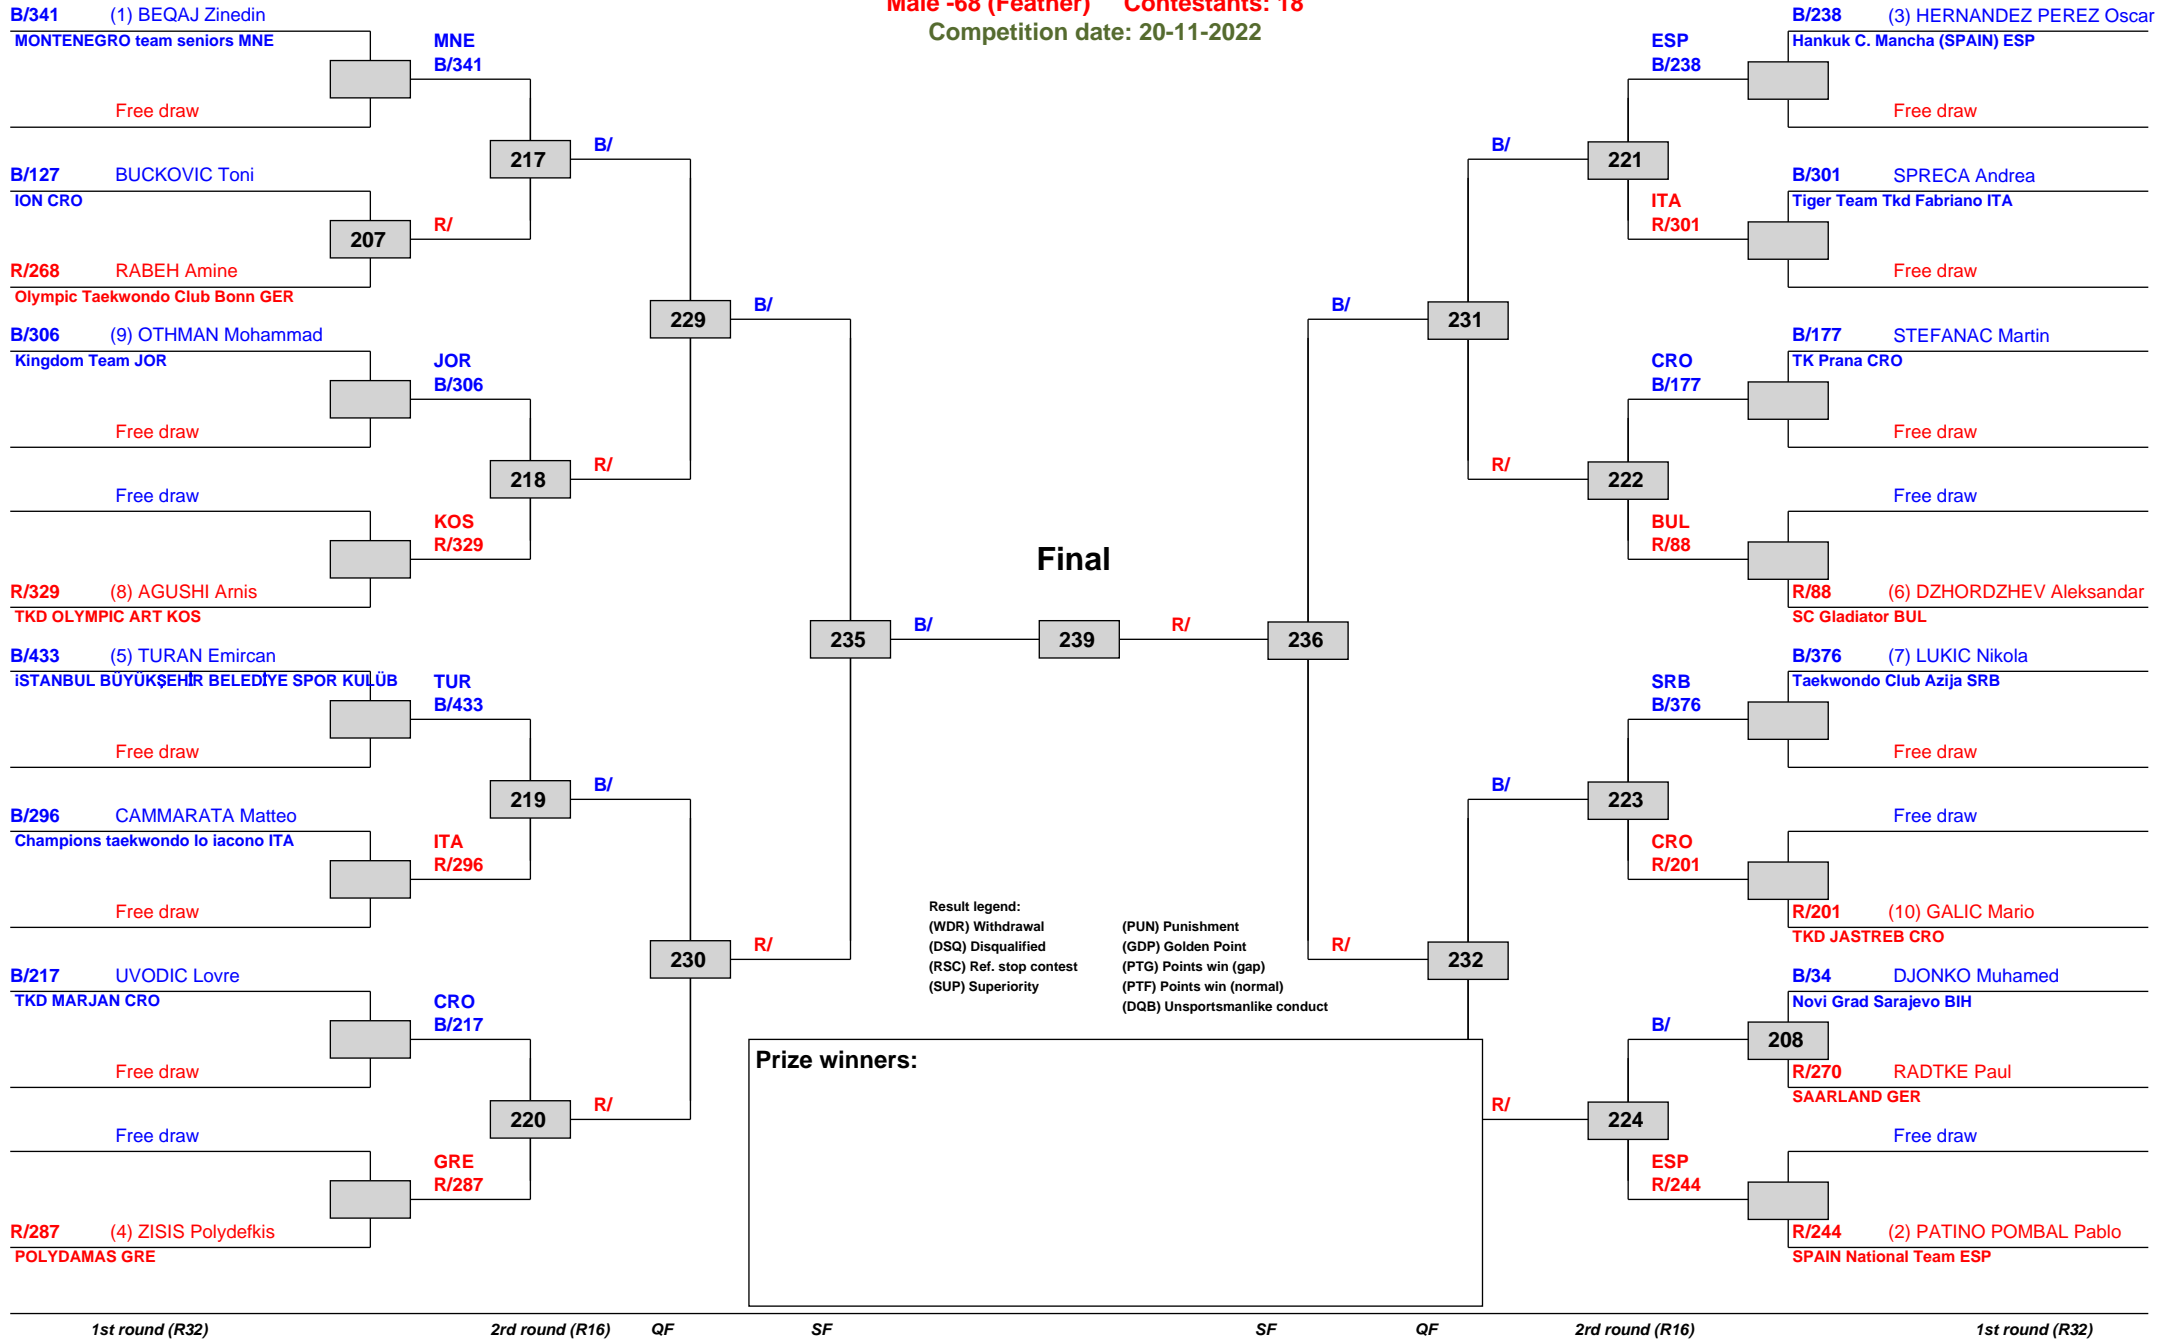 Male -68 (Feather) Contestants: 18
Competition date: 20-11-2022
B/341 (1) BEQAJ Zinedin
MONTENEGRO team seniors MNE
Free draw
B/127 BUCKOVIC Toni
ION CRO
R/268 RABEH Amine
Olympic Taekwondo Club Bonn GER
B/306 (9) OTHMAN Mohammad
Kingdom Team JOR
Free draw
Free draw
R/329 (8) AGUSHI Arnis
TKD OLYMPIC ART KOS
B/433 (5) TURAN Emircan
iSTANBUL BÜYÜKŞEHİR BELEDİYE SPOR KULÜB
Free draw
B/296 CAMMARATA Matteo
Champions taekwondo lo iacono ITA
Free draw
B/217 UVODIC Lovre
TKD MARJAN CRO
Free draw
Free draw
R/287 (4) ZISIS Polydefkis
POLYDAMAS GRE
207
MNE
B/341
R/
JOR
B/306
KOS
R/329
TUR
B/433
ITA
R/296
CRO
B/217
GRE
R/287
217
218
219
220
B/
R/
B/
R/
229
230
B/
R/
235
B/
Final
239
R/
236
B/
R/
231
232
B/
R/
B/
R/
221
222
223
224
ESP
B/238
ITA
R/301
CRO
B/177
BUL
R/88
SRB
B/376
CRO
R/201
B/
ESP
R/244
208
B/238 (3) HERNANDEZ PEREZ Oscar
Hankuk C. Mancha (SPAIN) ESP
Free draw
B/301 SPRECA Andrea
Tiger Team Tkd Fabriano ITA
Free draw
B/177 STEFANAC Martin
TK Prana CRO
Free draw
Free draw
R/88 (6) DZHORDZHEV Aleksandar
SC Gladiator BUL
B/376 (7) LUKIC Nikola
Taekwondo Club Azija SRB
Free draw
Free draw
R/201 (10) GALIC Mario
TKD JASTREB CRO
B/34 DJONKO Muhamed
Novi Grad Sarajevo BIH
R/270 RADTKE Paul
SAARLAND GER
Free draw
R/244 (2) PATINO POMBAL Pablo
SPAIN National Team ESP
Result legend:
(WDR) Withdrawal (PUN) Punishment
(DSQ) Disqualified (GDP) Golden Point
(RSC) Ref. stop contest (PTG) Points win (gap)
(SUP) Superiority (PTF) Points win (normal)
(DQB) Unsportsmanlike conduct
Prize winners:
1st round (R32) 2rd round (R16) QF SF SF QF 2rd round (R16) 1st round (R32)